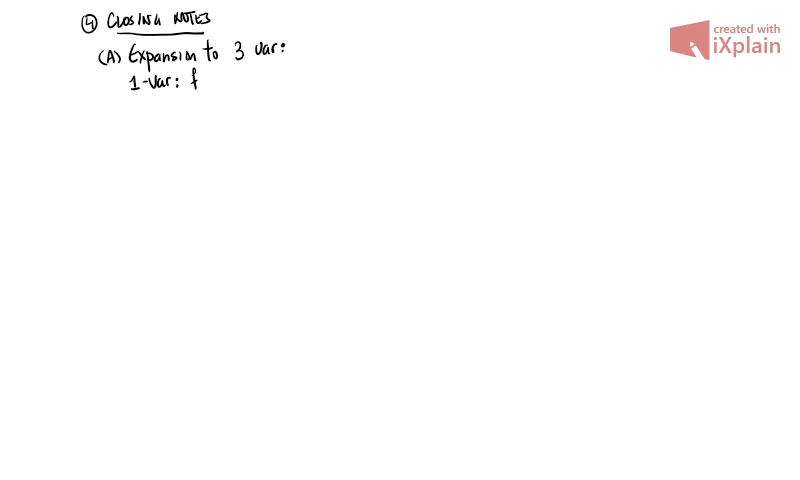 ④ CLOSING NOTES
(A) Expansion to 3 var:
1-var: f
created with
iXplain